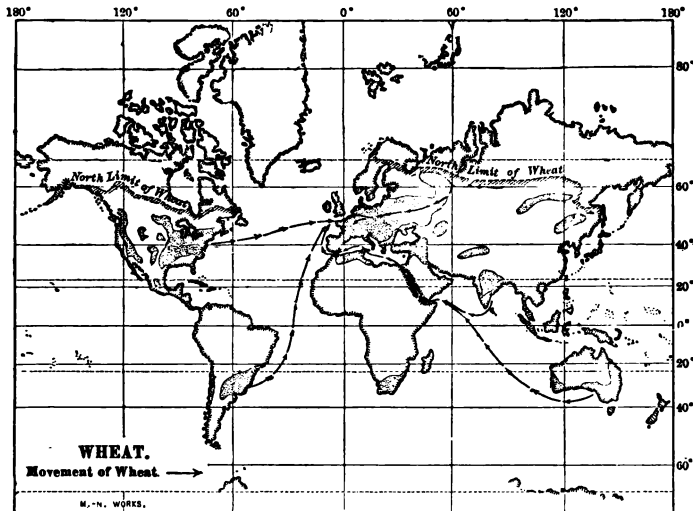 180° 120° 60° 0° 60° 120° 180°
80°
North Limit of Wheat
North Limit of Wheat
60°
40°
20°
0°
20°
40°
60°
WHEAT.
Movement of Wheat.
M.-N. WORKS.